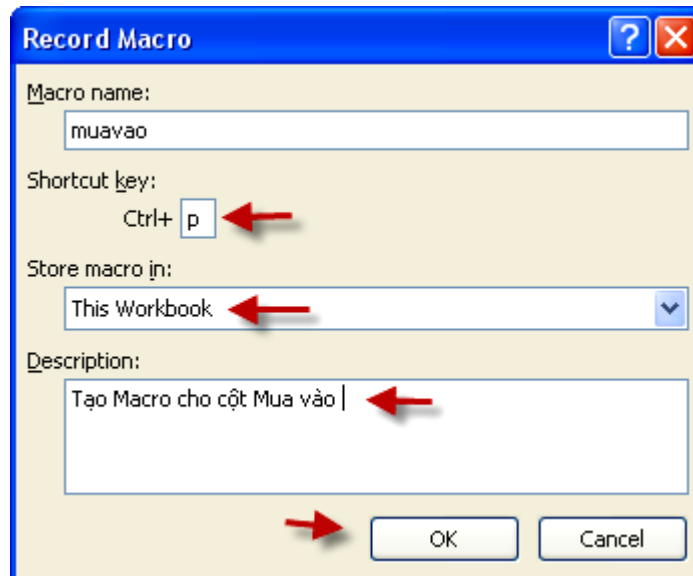 Record Macro
Macro name:
muavao
Shortcut key:
Ctrl+ p
Store macro in:
This Workbook
Description:
Tạo Macro cho cột Mua vào
OK Cancel